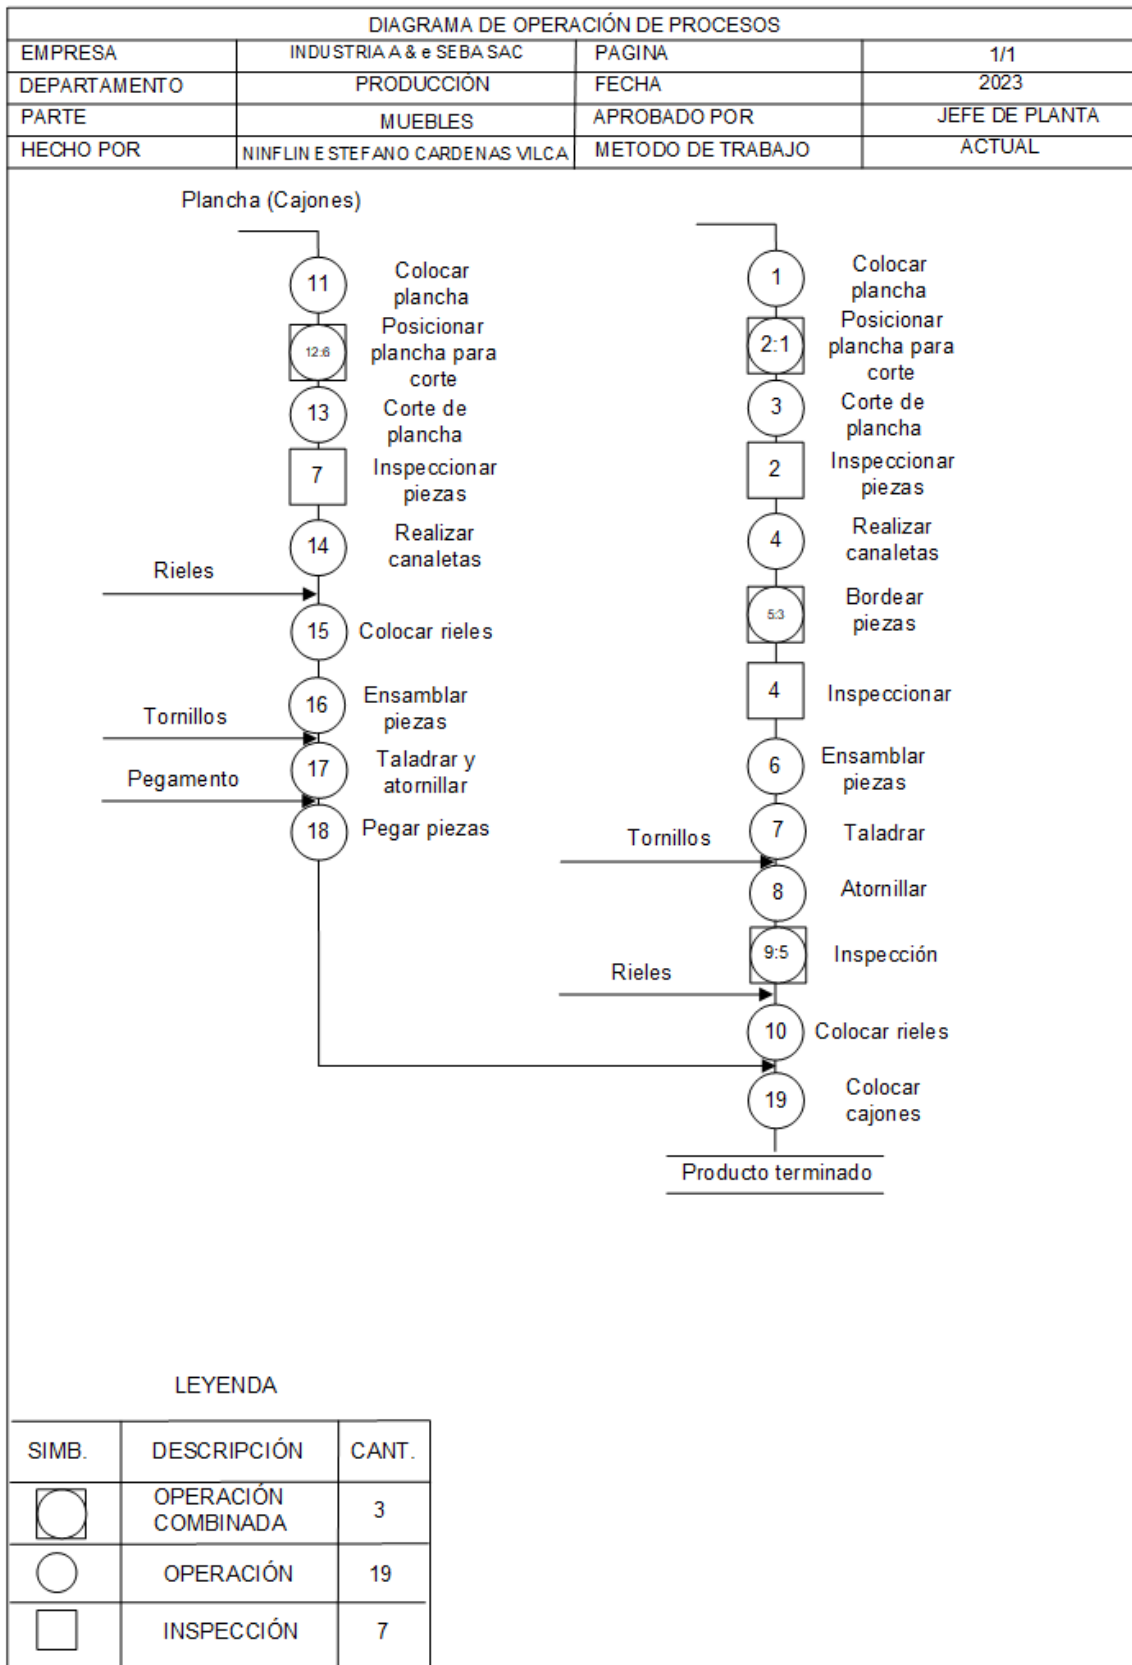 DIAGRAMA DE OPERACIÓN DE PROCESOS
EMPRESA INDUSTRIA A & e SEBA SAC PAGINA 1/1
DEPARTAMENTO PRODUCCIÓN FECHA 2023
PARTE MUEBLES APROBADO POR JEFE DE PLANTA
HECHO POR NINFLIN ESTEFANO CARDENAS VILCA METODO DE TRABAJO ACTUAL
Plancha (Cajones)
11 Colocar
plancha
12:6 Posicionar
plancha para
corte
13 Corte de
plancha
7 Inspeccionar
piezas
14 Realizar
canaletas
Rieles
15 Colocar rieles
16 Ensamblar
piezas
Tornillos
17 Taladrar y
atornillar
Pegamento
18 Pegar piezas
1 Colocar
plancha
2:1 Posicionar
plancha para
corte
3 Corte de
plancha
2 Inspeccionar
piezas
4 Realizar
canaletas
5:3 Bordear
piezas
4 Inspeccionar
6 Ensamblar
piezas
7 Taladrar
Tornillos
8 Atornillar
9:5 Inspección
Rieles
10 Colocar rieles
19 Colocar
cajones
Producto terminado
LEYENDA
SIMB. DESCRIPCIÓN CANT.
OPERACIÓN
COMBINADA 3
OPERACIÓN 19
INSPECCIÓN 7